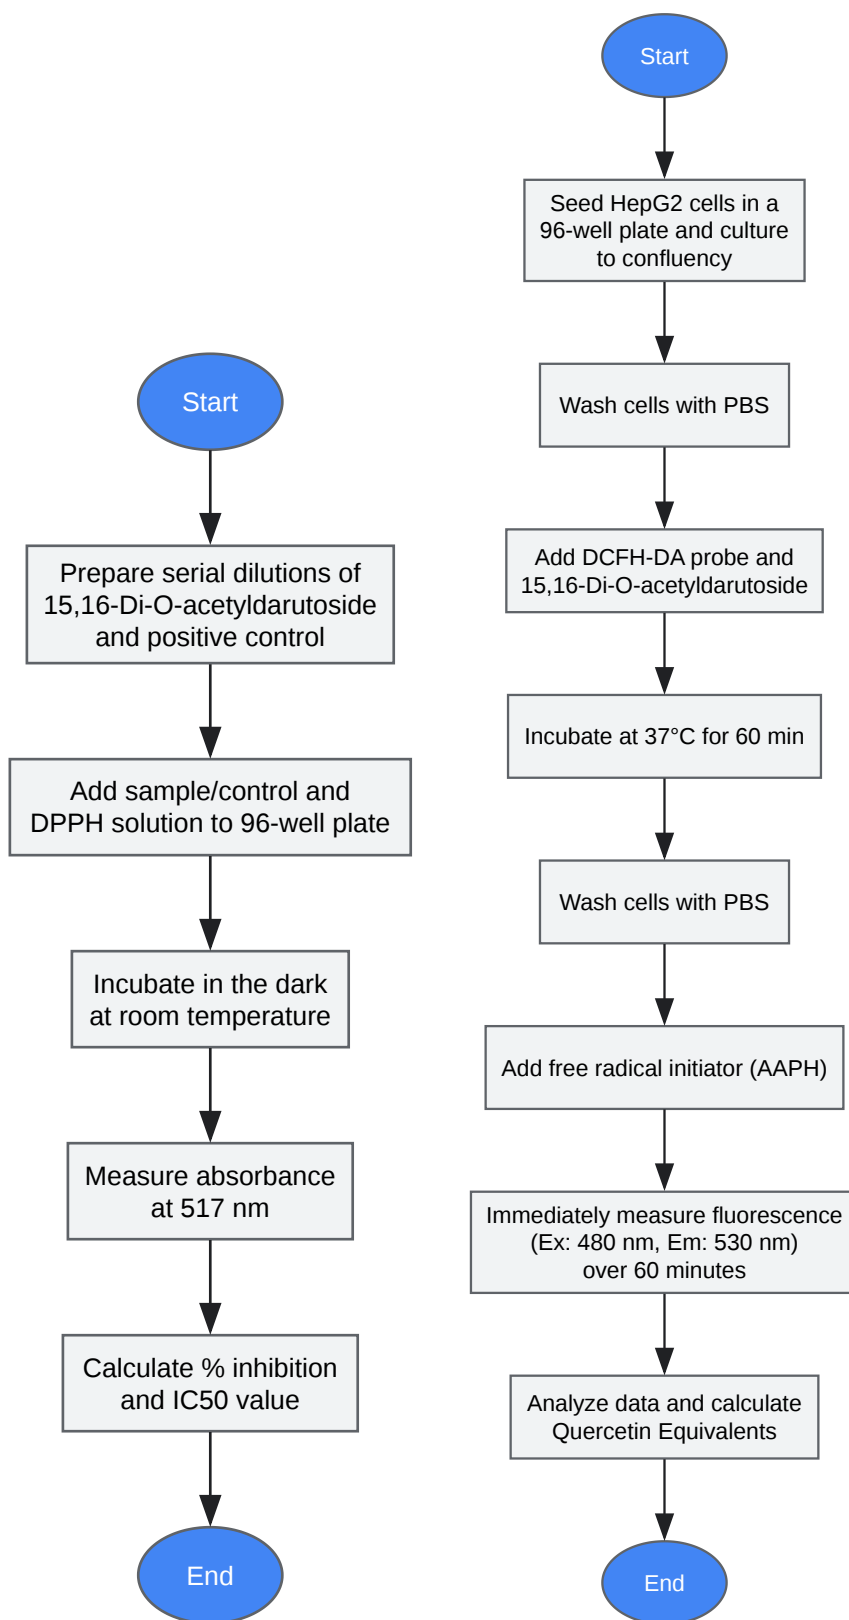 Start
Prepare serial dilutions of
15,16-Di-O-acetyldarutoside
and positive control
Add sample/control and
DPPH solution to 96-well plate
Incubate in the dark
at room temperature
Measure absorbance
at 517 nm
Calculate % inhibition
and IC50 value
End
Start
Seed HepG2 cells in a
96-well plate and culture
to confluency
Wash cells with PBS
Add DCFH-DA probe and
15,16-Di-O-acetyldarutoside
Incubate at 37°C for 60 min
Wash cells with PBS
Add free radical initiator (AAPH)
Immediately measure fluorescence
(Ex: 480 nm, Em: 530 nm)
over 60 minutes
Analyze data and calculate
Quercetin Equivalents
End